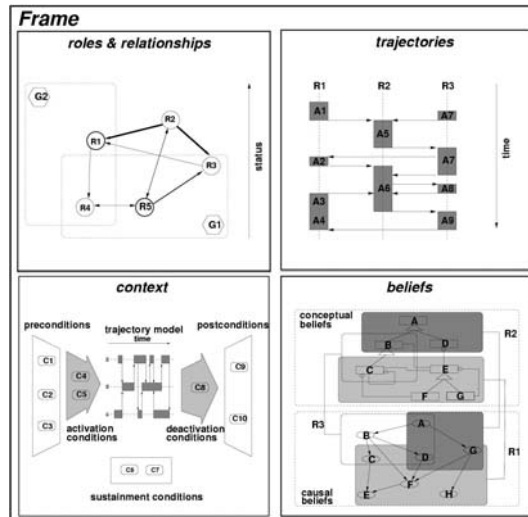 Frame
roles & relationships
G2
R2
R1
R3
R4
R5
G1
status
trajectories
R1 R2 R3
A1
A7
A5
A2
A7
A6
A8
A3
A4
A9
time
context
preconditions
postconditions
trajectory model
time
C1
C2
C3
C4
C5
C8
C9
C10
activation
conditions
deactivation
conditions
C6 C7
sustainment conditions
beliefs
conceptual
beliefs
A
B D
C E
F G
R2
R3
R1
A
B
C D G
F
E H
causal
beliefs